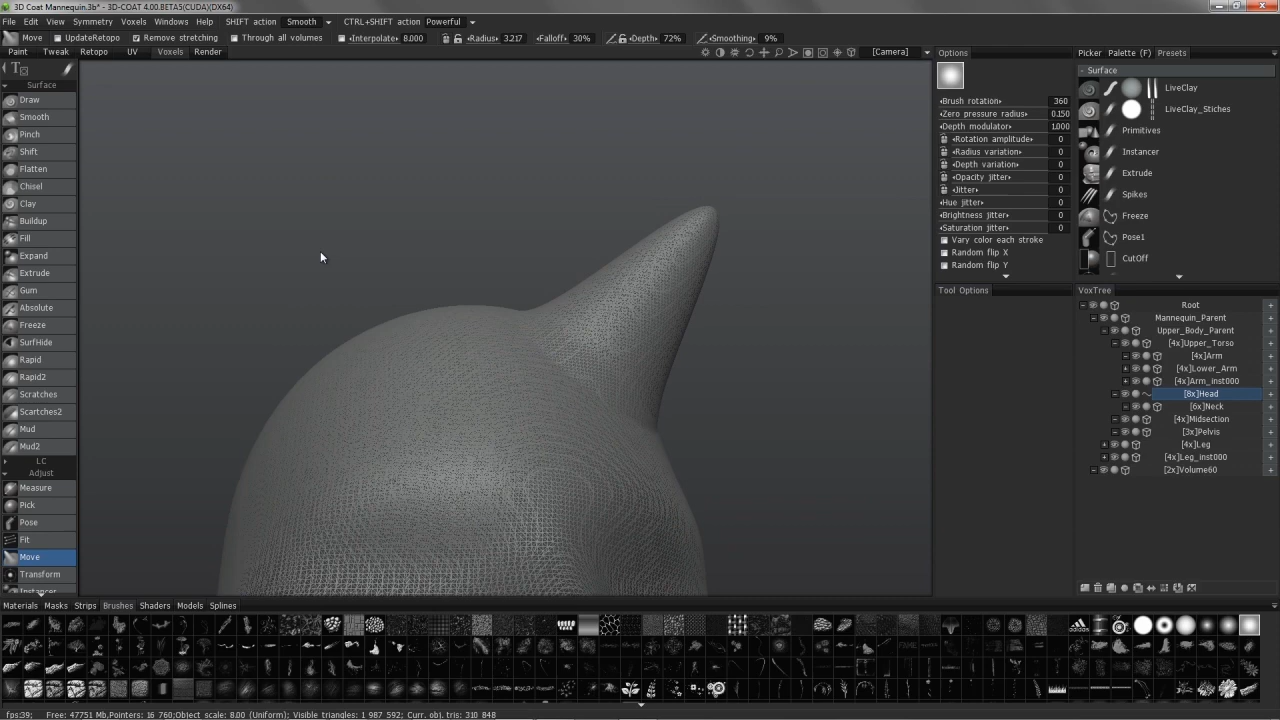 3D Coat Mannequin.3b* - 3D-COAT 4.00.BETA5(CUDA)(DX64)
File Edit View Symmetry Voxels Windows Help SHIFT action Smooth CTRL+SHIFT action Powerful
Move UpdateRetopo Remove stretching Through all volumes Interpolate 8.000 Radius 3.217 Falloff 30% Depth 72% Smoothing 9%
Paint Tweak Retopo UV Voxels Render [Camera] Options Picker Palette (F) Presets
Surface
Draw
Smooth
Pinch
Shift
Flatten
Chisel
Clay
Buildup
Fill
Expand
Extrude
Gum
Absolute
Freeze
SurfHide
Rapid
Rapid2
Scratches
Scartches2
Mud
Mud2
LC
Adjust
Measure
Pick
Pose
Fit
Move
Transform
Brush rotation 360
Zero pressure radius 0.150
Depth modulator 1.000
Rotation amplitude 0
Radius variation 0
Depth variation 0
Opacity jitter 0
Jitter 0
Hue jitter 0
Brightness jitter 0
Saturation jitter 0
Vary color each stroke
Random flip X
Random flip Y
Tool Options
- Surface
LiveClay
LiveClay_Stiches
Primitives
Instancer
Extrude
Spikes
Freeze
Pose1
CutOff
VoxTree
Root
Mannequin_Parent
Upper_Body_Parent
[4x]Upper_Torso
[4x]Arm
[4x]Lower_Arm
[4x]Arm_inst000
[8x]Head
[6x]Neck
[4x]Midsection
[3x]Pelvis
[4x]Leg
[4x]Leg_inst000
[2x]Volume60
Materials Masks Strips Brushes Shaders Models Splines
adidas
fps:39; Free: 47751 Mb,Pointers: 16 760;Object scale: 8.00 (Uniform); Visible triangles: 1 987 592; Curr. obj. tris: 310 848